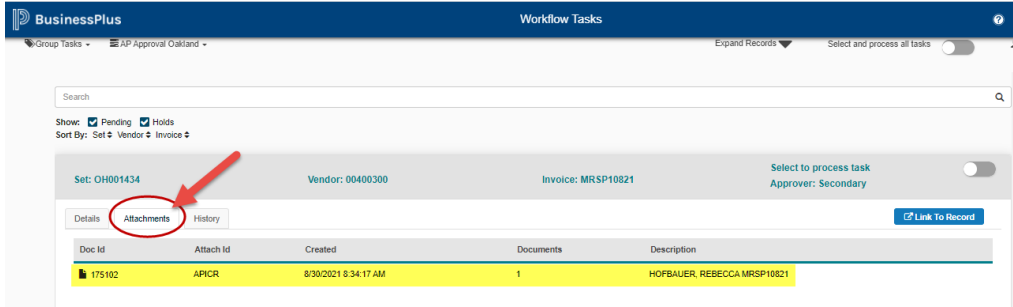 BusinessPlus Workflow Tasks ?
Group Tasks AP Approval Oakland Expand Records Select and process all tasks
Search
Show: Pending Holds
Sort By: Set Vendor Invoice
Set: OH001434 Vendor: 00400300 Invoice: MRSP10821 Select to process task
Approver: Secondary
Details Attachments History Link To Record
Doc Id Attach Id Created Documents Description
175102 APICR 8/30/2021 8:34:17 AM 1 HOFBAUER, REBECCA MRSP10821